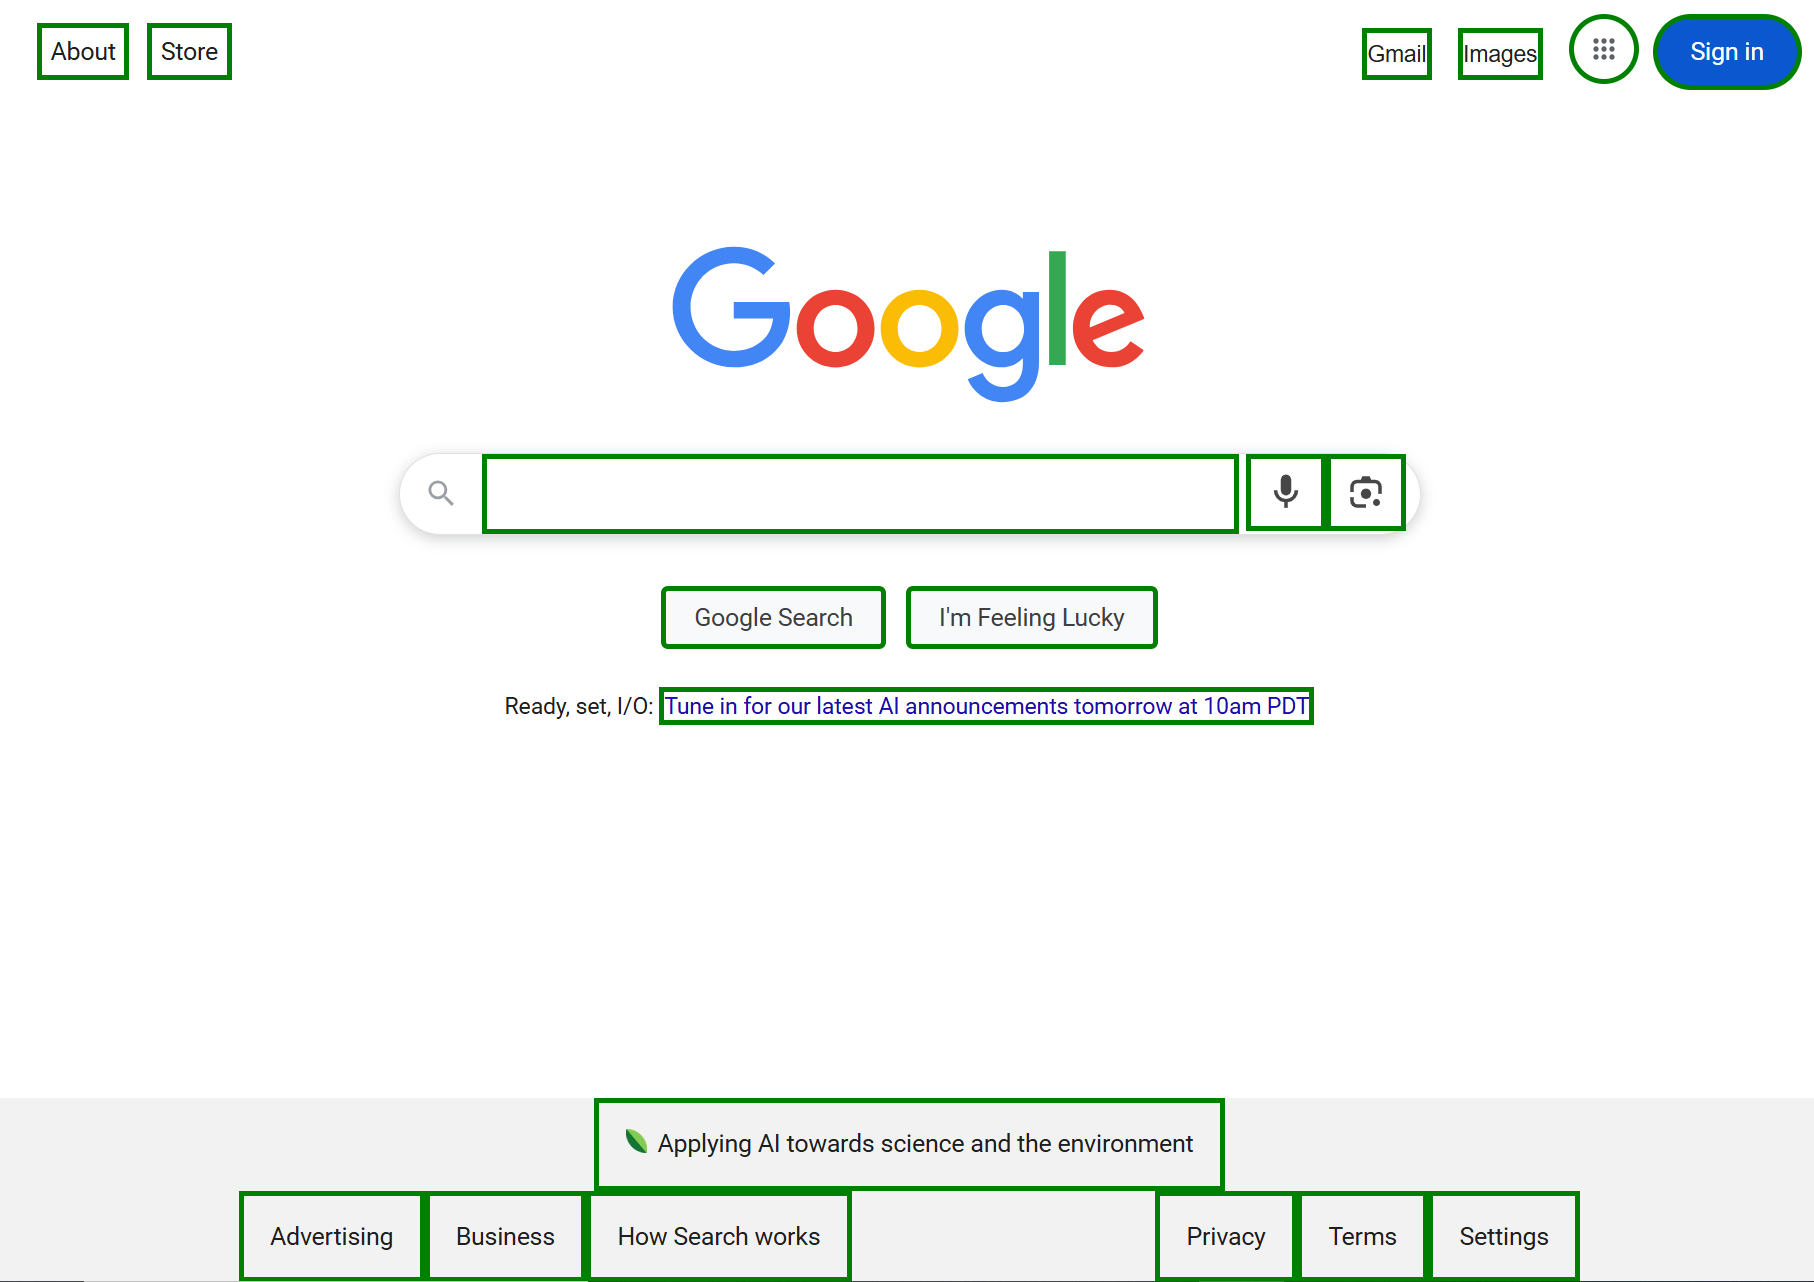 About Store Gmail Images Sign in
Google
Google Search I'm Feeling Lucky
Ready, set, I/O: Tune in for our latest AI announcements tomorrow at 10am PDT
Applying AI towards science and the environment
Advertising Business How Search works Privacy Terms Settings